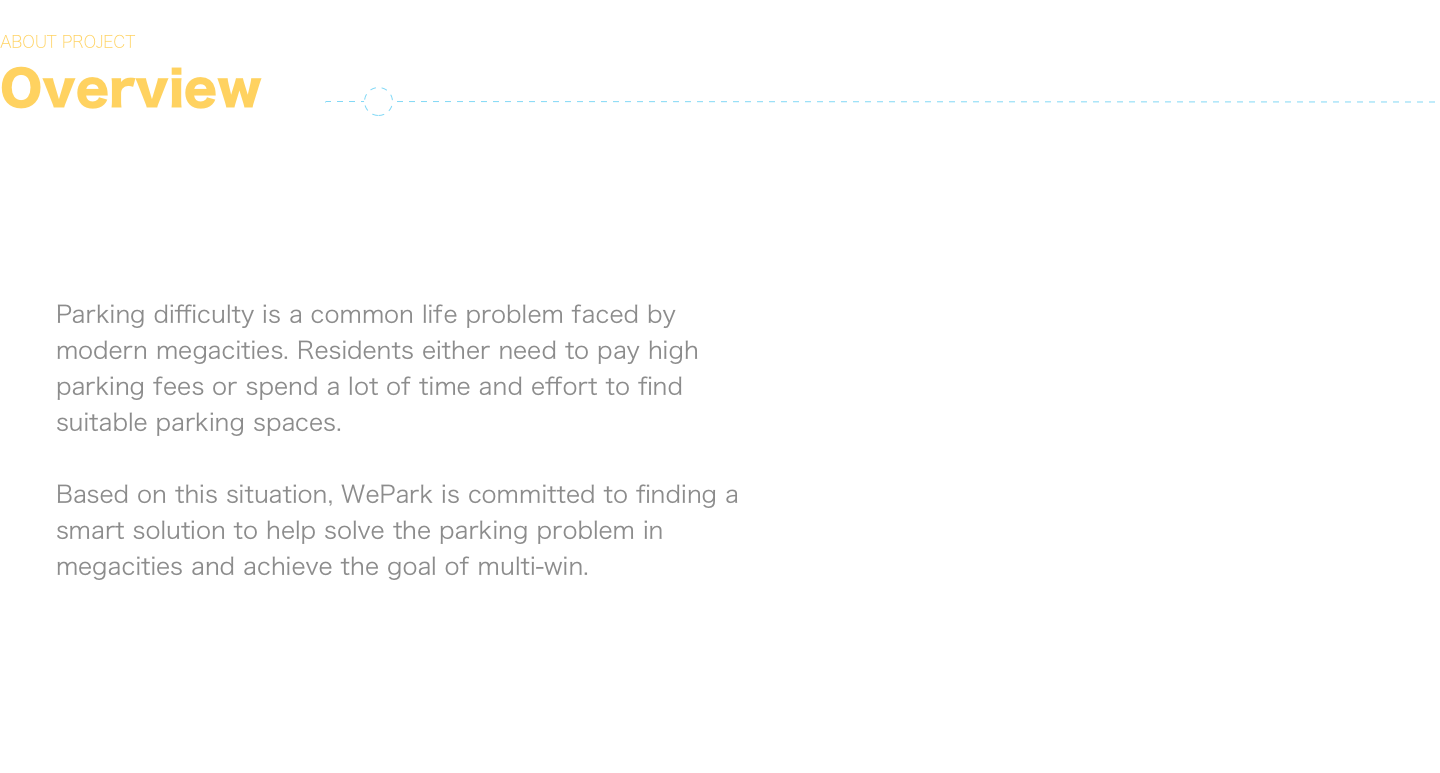 ABOUT PROJECT
Overview
Parking difficulty is a common life problem faced by
modern megacities. Residents either need to pay high
parking fees or spend a lot of time and effort to find
suitable parking spaces.
Based on this situation, WePark is committed to finding a
smart solution to help solve the parking problem in
megacities and achieve the goal of multi-win.